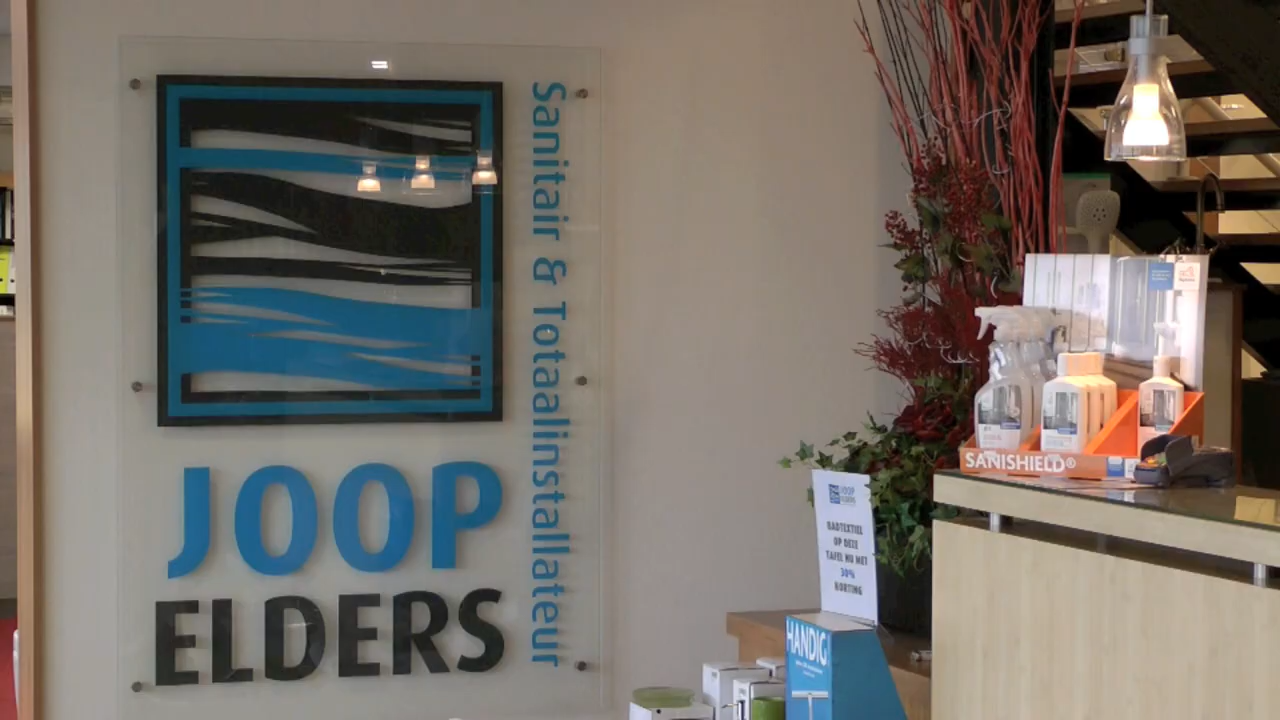 JOOP
ELDERS
Sanitair & Totaalinstallateur
SANISHIELD®
JOOP
ELDERS
BADTEXTIEL
OP DEZE
TAFEL NU MET
30%
KORTING
HANDIG